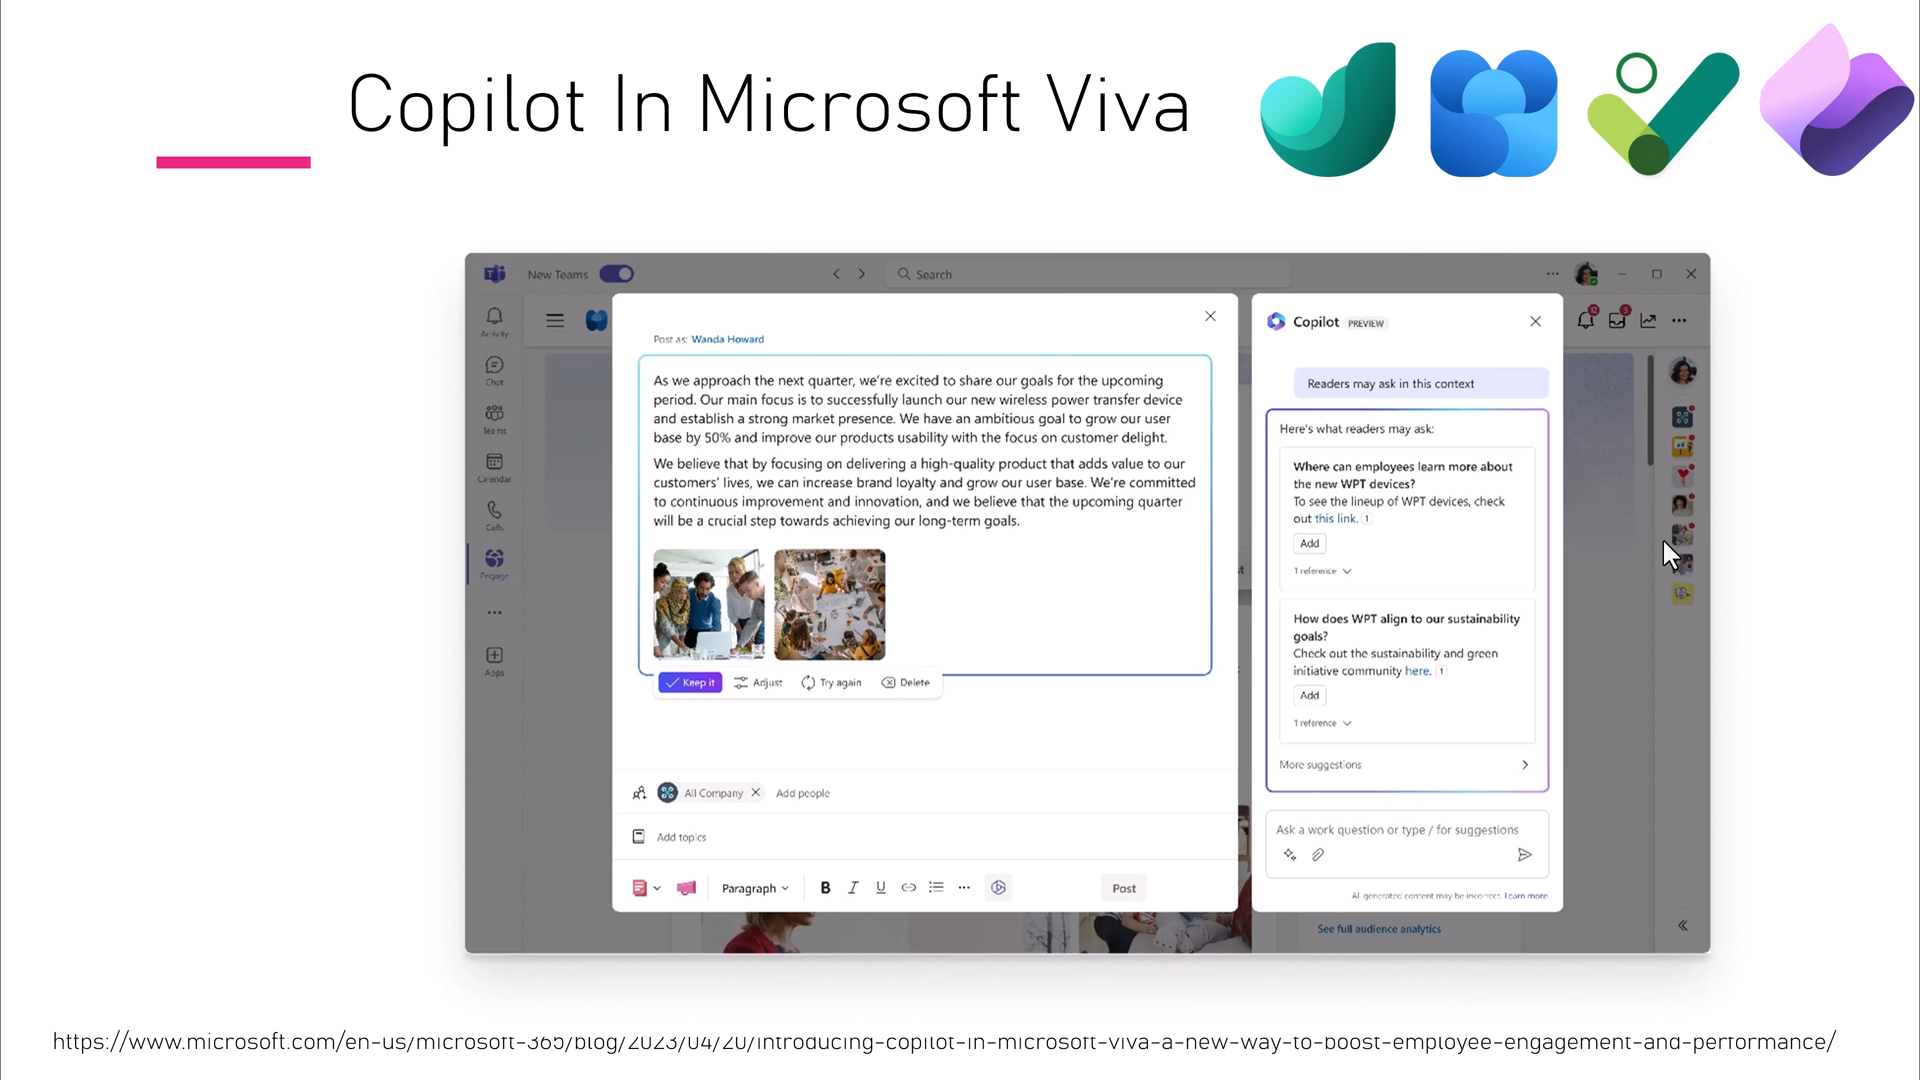 Copilot In Microsoft Viva
New Teams
Search
Activity
Chat
Teams
Calendar
Calls
Engage
Apps
Post as: Wanda Howard
As we approach the next quarter, we're excited to share our goals for the upcoming
period. Our main focus is to successfully launch our new wireless power transfer device
and establish a strong market presence. We have an ambitious goal to grow our user
base by 50% and improve our products usability with the focus on customer delight.
We believe that by focusing on delivering a high-quality product that adds value to our
customers' lives, we can increase brand loyalty and grow our user base. We're committed
to continuous improvement and innovation, and we believe that the upcoming quarter
will be a crucial step towards achieving our long-term goals.
Keep it Adjust Try again Delete
All Company Add people
Add topics
Paragraph B I U Post
Copilot PREVIEW
Readers may ask in this context
Here's what readers may ask:
Where can employees learn more about
the new WPT devices?
To see the lineup of WPT devices, check
out this link. 1
Add
1 reference
How does WPT align to our sustainability
goals?
Check out the sustainability and green
initiative community here. 1
Add
1 reference
More suggestions
Ask a work question or type / for suggestions
AI generated content may be incorrect. Learn more
See full audience analytics
https://www.microsoft.com/en-us/microsoft-365/blog/2023/04/20/introducing-copilot-in-microsoft-viva-a-new-way-to-boost-employee-engagement-and-performance/